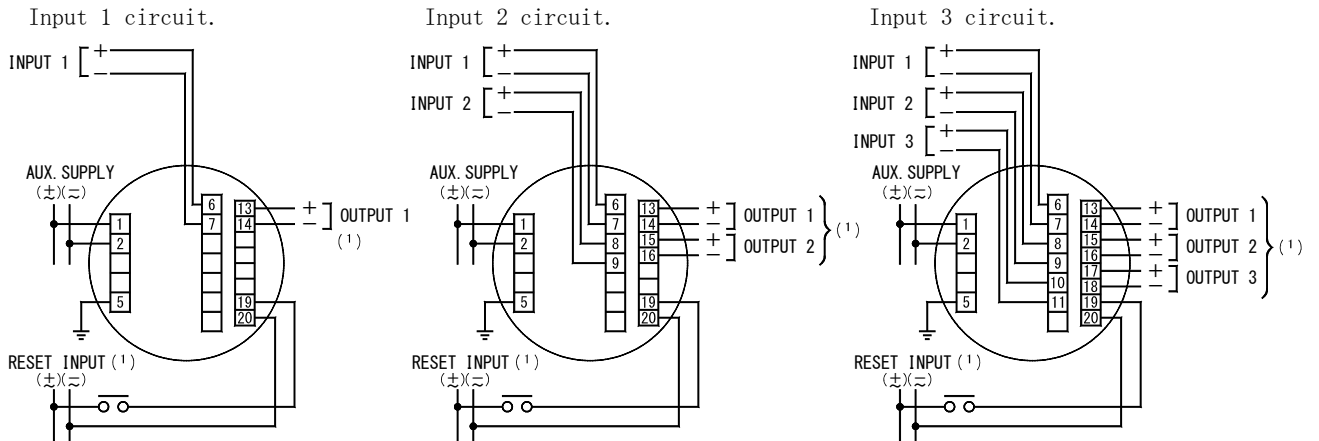 Input 1 circuit.
INPUT 1 + −
AUX. SUPPLY
(±)(=)
1 2 5
6 7
13 14 19 20
+ − OUTPUT 1
(1)
RESET INPUT (1)
(±)(=)
Input 2 circuit.
INPUT 1 + −
INPUT 2 + −
AUX. SUPPLY
(±)(=)
1 2 5
6 7 8 9
13 14 15 16 19 20
+ − OUTPUT 1
+ − OUTPUT 2
(1)
RESET INPUT (1)
(±)(=)
Input 3 circuit.
INPUT 1 + −
INPUT 2 + −
INPUT 3 + −
AUX. SUPPLY
(±)(=)
1 2 5
6 7 8 9 10 11
13 14 15 16 17 18 19 20
+ − OUTPUT 1
+ − OUTPUT 2
+ − OUTPUT 3
(1)
RESET INPUT (1)
(±)(=)